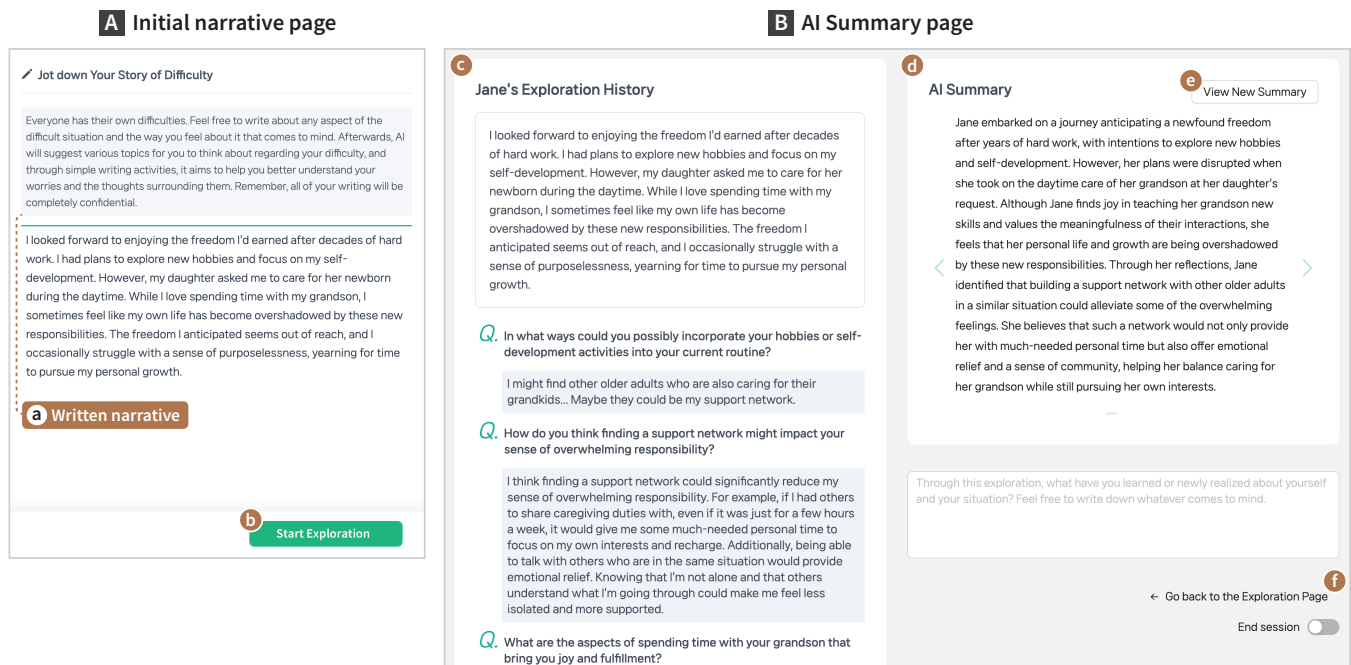 A Initial narrative page
Jot down Your Story of Difficulty
Everyone has their own difficulties. Feel free to write about any aspect of the
difficult situation and the way you feel about it that comes to mind. Afterwards, AI
will suggest various topics for you to think about regarding your difficulty, and
through simple writing activities, it aims to help you better understand your
worries and the thoughts surrounding them. Remember, all of your writing will be
completely confidential.
I looked forward to enjoying the freedom I'd earned after decades of hard
work. I had plans to explore new hobbies and focus on my self-
development. However, my daughter asked me to care for her newborn
during the daytime. While I love spending time with my grandson, I
sometimes feel like my own life has become overshadowed by these new
responsibilities. The freedom I anticipated seems out of reach, and I
occasionally struggle with a sense of purposelessness, yearning for time
to pursue my personal growth.
a Written narrative
b
Start Exploration
B AI Summary page
c
Jane's Exploration History
I looked forward to enjoying the freedom I'd earned after decades
of hard work. I had plans to explore new hobbies and focus on my
self-development. However, my daughter asked me to care for her
newborn during the daytime. While I love spending time with my
grandson, I sometimes feel like my own life has become
overshadowed by these new responsibilities. The freedom I
anticipated seems out of reach, and I occasionally struggle with a
sense of purposelessness, yearning for time to pursue my personal
growth.
Q. In what ways could you possibly incorporate your hobbies or self-
development activities into your current routine?
I might find other older adults who are also caring for their
grandkids... Maybe they could be my support network.
Q. How do you think finding a support network might impact your
sense of overwhelming responsibility?
I think finding a support network could significantly reduce my
sense of overwhelming responsibility. For example, if I had others
to share caregiving duties with, even if it was just for a few hours
a week, it would give me some much-needed personal time to
focus on my own interests and recharge. Additionally, being able
to talk with others who are in the same situation would provide
emotional relief. Knowing that I'm not alone and that others
understand what I'm going through could make me feel less
isolated and more supported.
Q. What are the aspects of spending time with your grandson that
bring you joy and fulfillment?
d
AI Summary
e
View New Summary
Jane embarked on a journey anticipating a newfound freedom
after years of hard work, with intentions to explore new hobbies
and self-development. However, her plans were disrupted when
she took on the daytime care of her grandson at her daughter's
request. Although Jane finds joy in teaching her grandson new
skills and values the meaningfulness of their interactions, she
feels that her personal life and growth are being overshadowed
by these new responsibilities. Through her reflections, Jane
identified that building a support network with other older adults
in a similar situation could alleviate some of the overwhelming
feelings. She believes that such a network would not only provide
her with much-needed personal time but also offer emotional
relief and a sense of community, helping her balance caring for
her grandson while still pursuing her own interests.
Through this exploration, what have you learned or newly realized about yourself
and your situation? Feel free to write down whatever comes to mind.
f
← Go back to the Exploration Page
End session